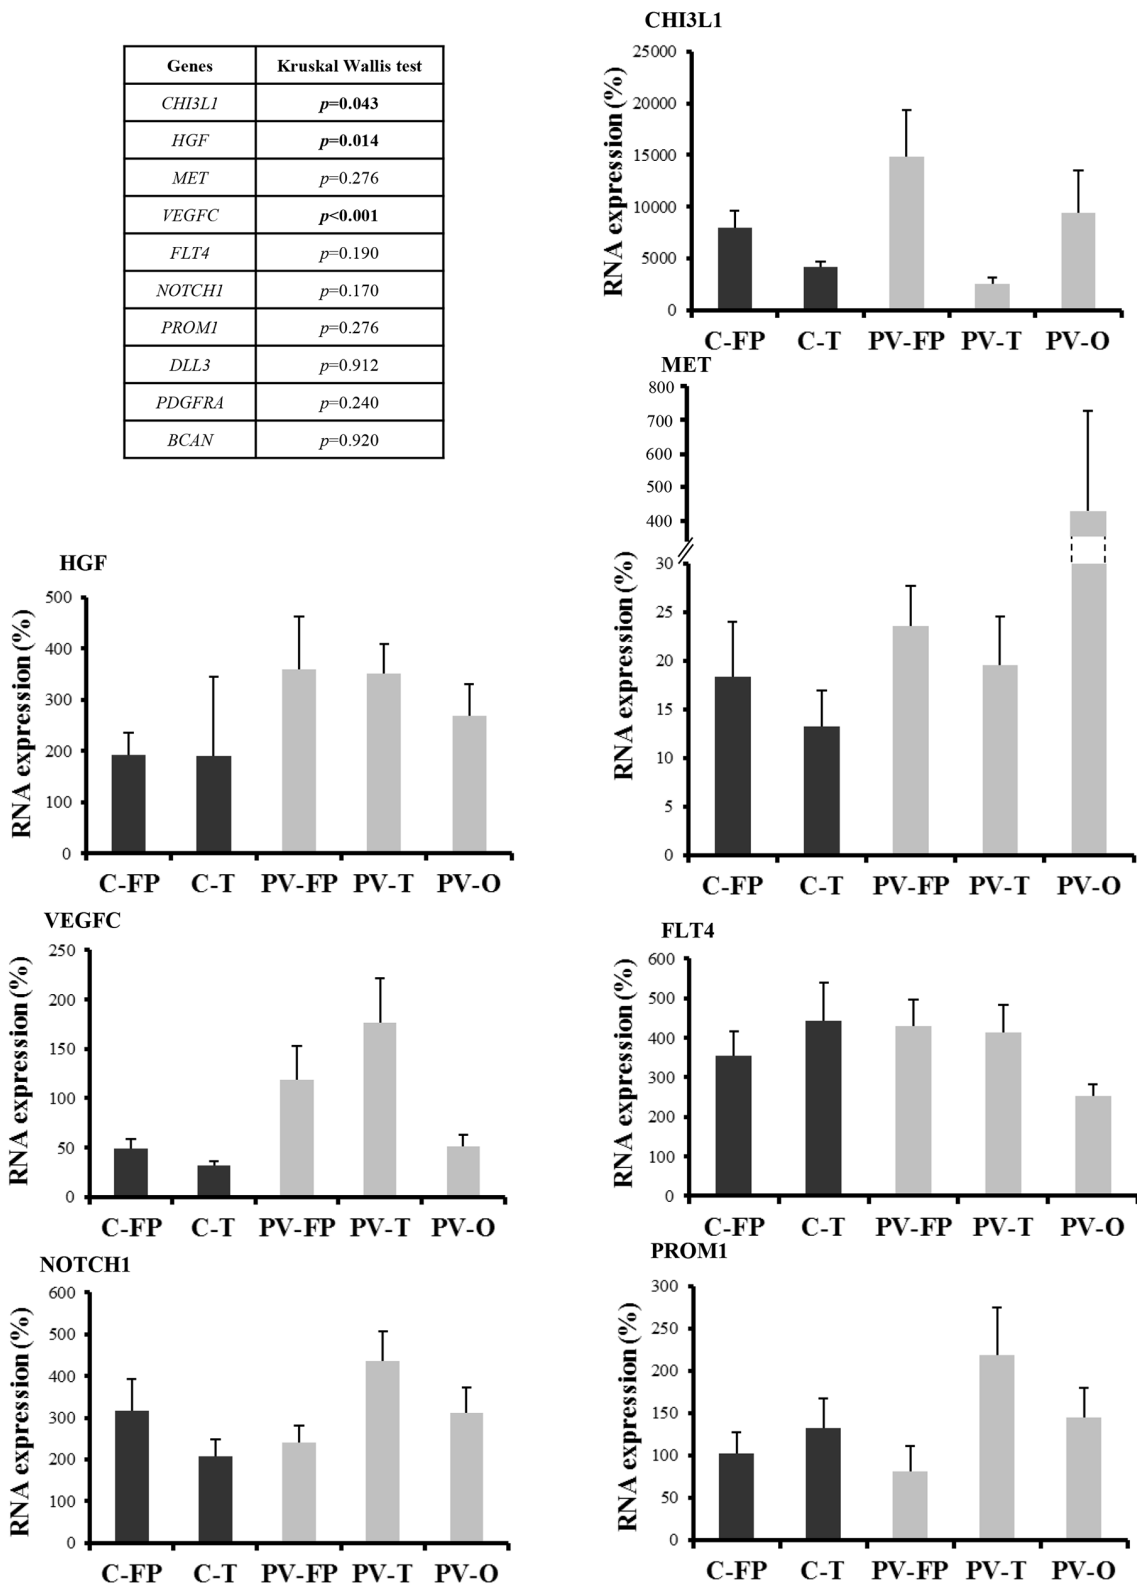 Genes Kruskal Wallis test
CHI3L1 p=0.043
HGF p=0.014
MET p=0.276
VEGFC p<0.001
FLT4 p=0.190
NOTCH1 p=0.170
PROM1 p=0.276
DLL3 p=0.912
PDGFRA p=0.240
BCAN p=0.920
CHI3L1
RNA expression (%)
25000
20000
15000
10000
5000
0
C-FP C-T PV-FP PV-T PV-O
HGF
RNA expression (%)
500
400
300
200
100
0
C-FP C-T PV-FP PV-T PV-O
MET
RNA expression (%)
800
700
600
500
400
30
25
20
15
10
5
0
C-FP C-T PV-FP PV-T PV-O
VEGFC
RNA expression (%)
250
200
150
100
50
0
C-FP C-T PV-FP PV-T PV-O
FLT4
RNA expression (%)
600
500
400
300
200
100
0
C-FP C-T PV-FP PV-T PV-O
NOTCH1
RNA expression (%)
600
500
400
300
200
100
0
C-FP C-T PV-FP PV-T PV-O
PROM1
RNA expression (%)
300
250
200
150
100
50
0
C-FP C-T PV-FP PV-T PV-O